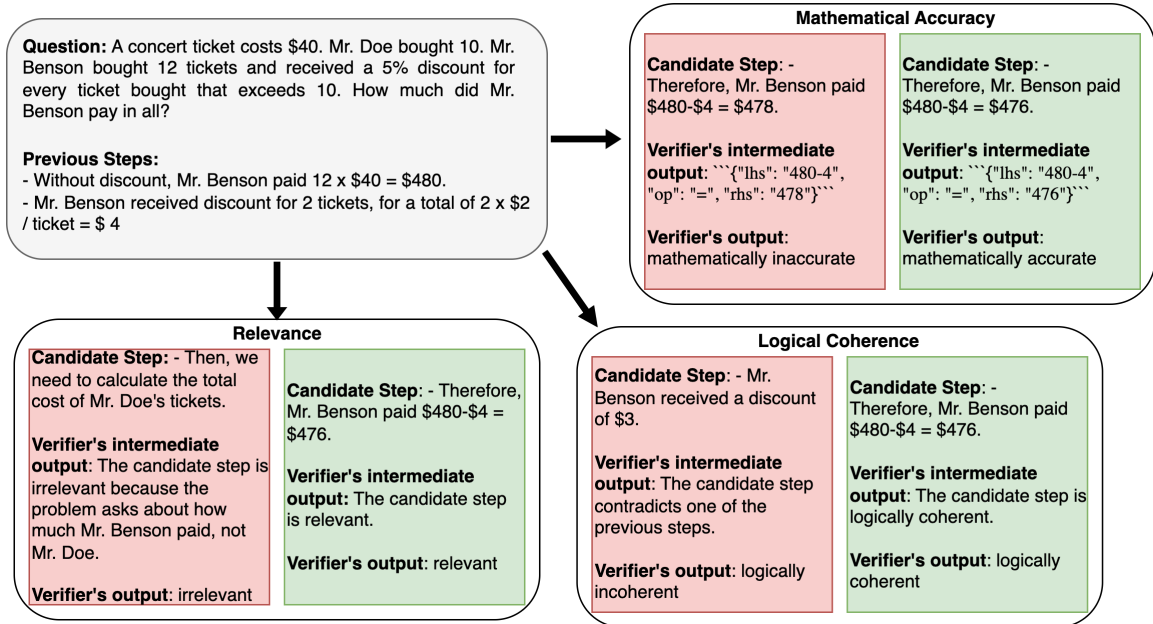 Question: A concert ticket costs $40. Mr. Doe bought 10. Mr.
Benson bought 12 tickets and received a 5% discount for
every ticket bought that exceeds 10. How much did Mr.
Benson pay in all?
Previous Steps:
- Without discount, Mr. Benson paid 12 x $40 = $480.
- Mr. Benson received discount for 2 tickets, for a total of 2 x $2
/ ticket = $ 4
Mathematical Accuracy
Candidate Step: -
Therefore, Mr. Benson paid
$480-$4 = $478.
Verifier's intermediate
output: ```{"lhs": "480-4",
"op": "=", "rhs": "478"}```
Verifier's output:
mathematically inaccurate
Candidate Step: -
Therefore, Mr. Benson paid
$480-$4 = $476.
Verifier's intermediate
output: ```{"lhs": "480-4",
"op": "=", "rhs": "476"}```
Verifier's output:
mathematically accurate
Relevance
Candidate Step: - Then, we
need to calculate the total
cost of Mr. Doe's tickets.
Verifier's intermediate
output: The candidate step is
irrelevant because the
problem asks about how
much Mr. Benson paid, not
Mr. Doe.
Verifier's output: irrelevant
Candidate Step: - Therefore,
Mr. Benson paid $480-$4 =
$476.
Verifier's intermediate
output: The candidate step
is relevant.
Verifier's output: relevant
Logical Coherence
Candidate Step: - Mr.
Benson received a discount
of $3.
Verifier's intermediate
output: The candidate step
contradicts one of the
previous steps.
Verifier's output: logically
incoherent
Candidate Step: -
Therefore, Mr. Benson paid
$480-$4 = $476.
Verifier's intermediate
output: The candidate step is
logically coherent.
Verifier's output: logically
coherent